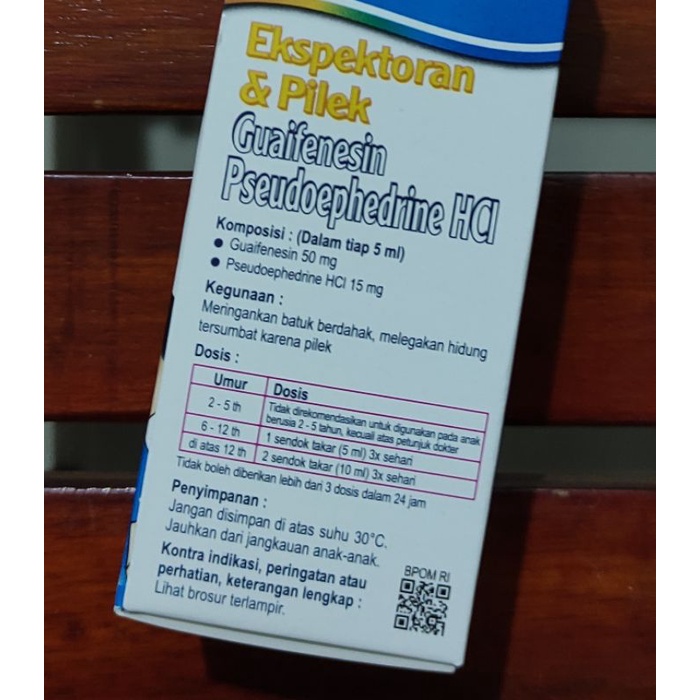 Ekspektoran
& Pilek
Guaifenesin
Pseudoephedrine HCl
Komposisi : (Dalam tiap 5 ml)
● Guaifenesin 50 mg
● Pseudoephedrine HCl 15 mg
Kegunaan :
Meringankan batuk berdahak, melegakan hidung
tersumbat karena pilek
Dosis :
Umur Dosis
2 - 5 th Tidak direkomendasikan untuk digunakan pada anak
berusia 2 - 5 tahun, kecuali atas petunjuk dokter
6 - 12 th 1 sendok takar (5 ml) 3x sehari
di atas 12 th 2 sendok takar (10 ml) 3x sehari
Tidak boleh diberikan lebih dari 3 dosis dalam 24 jam
Penyimpanan :
Jangan disimpan di atas suhu 30°C.
Jauhkan dari jangkauan anak-anak.
Kontra indikasi, peringatan atau
perhatian, keterangan lengkap :
Lihat brosur terlampir.
BPOM RI